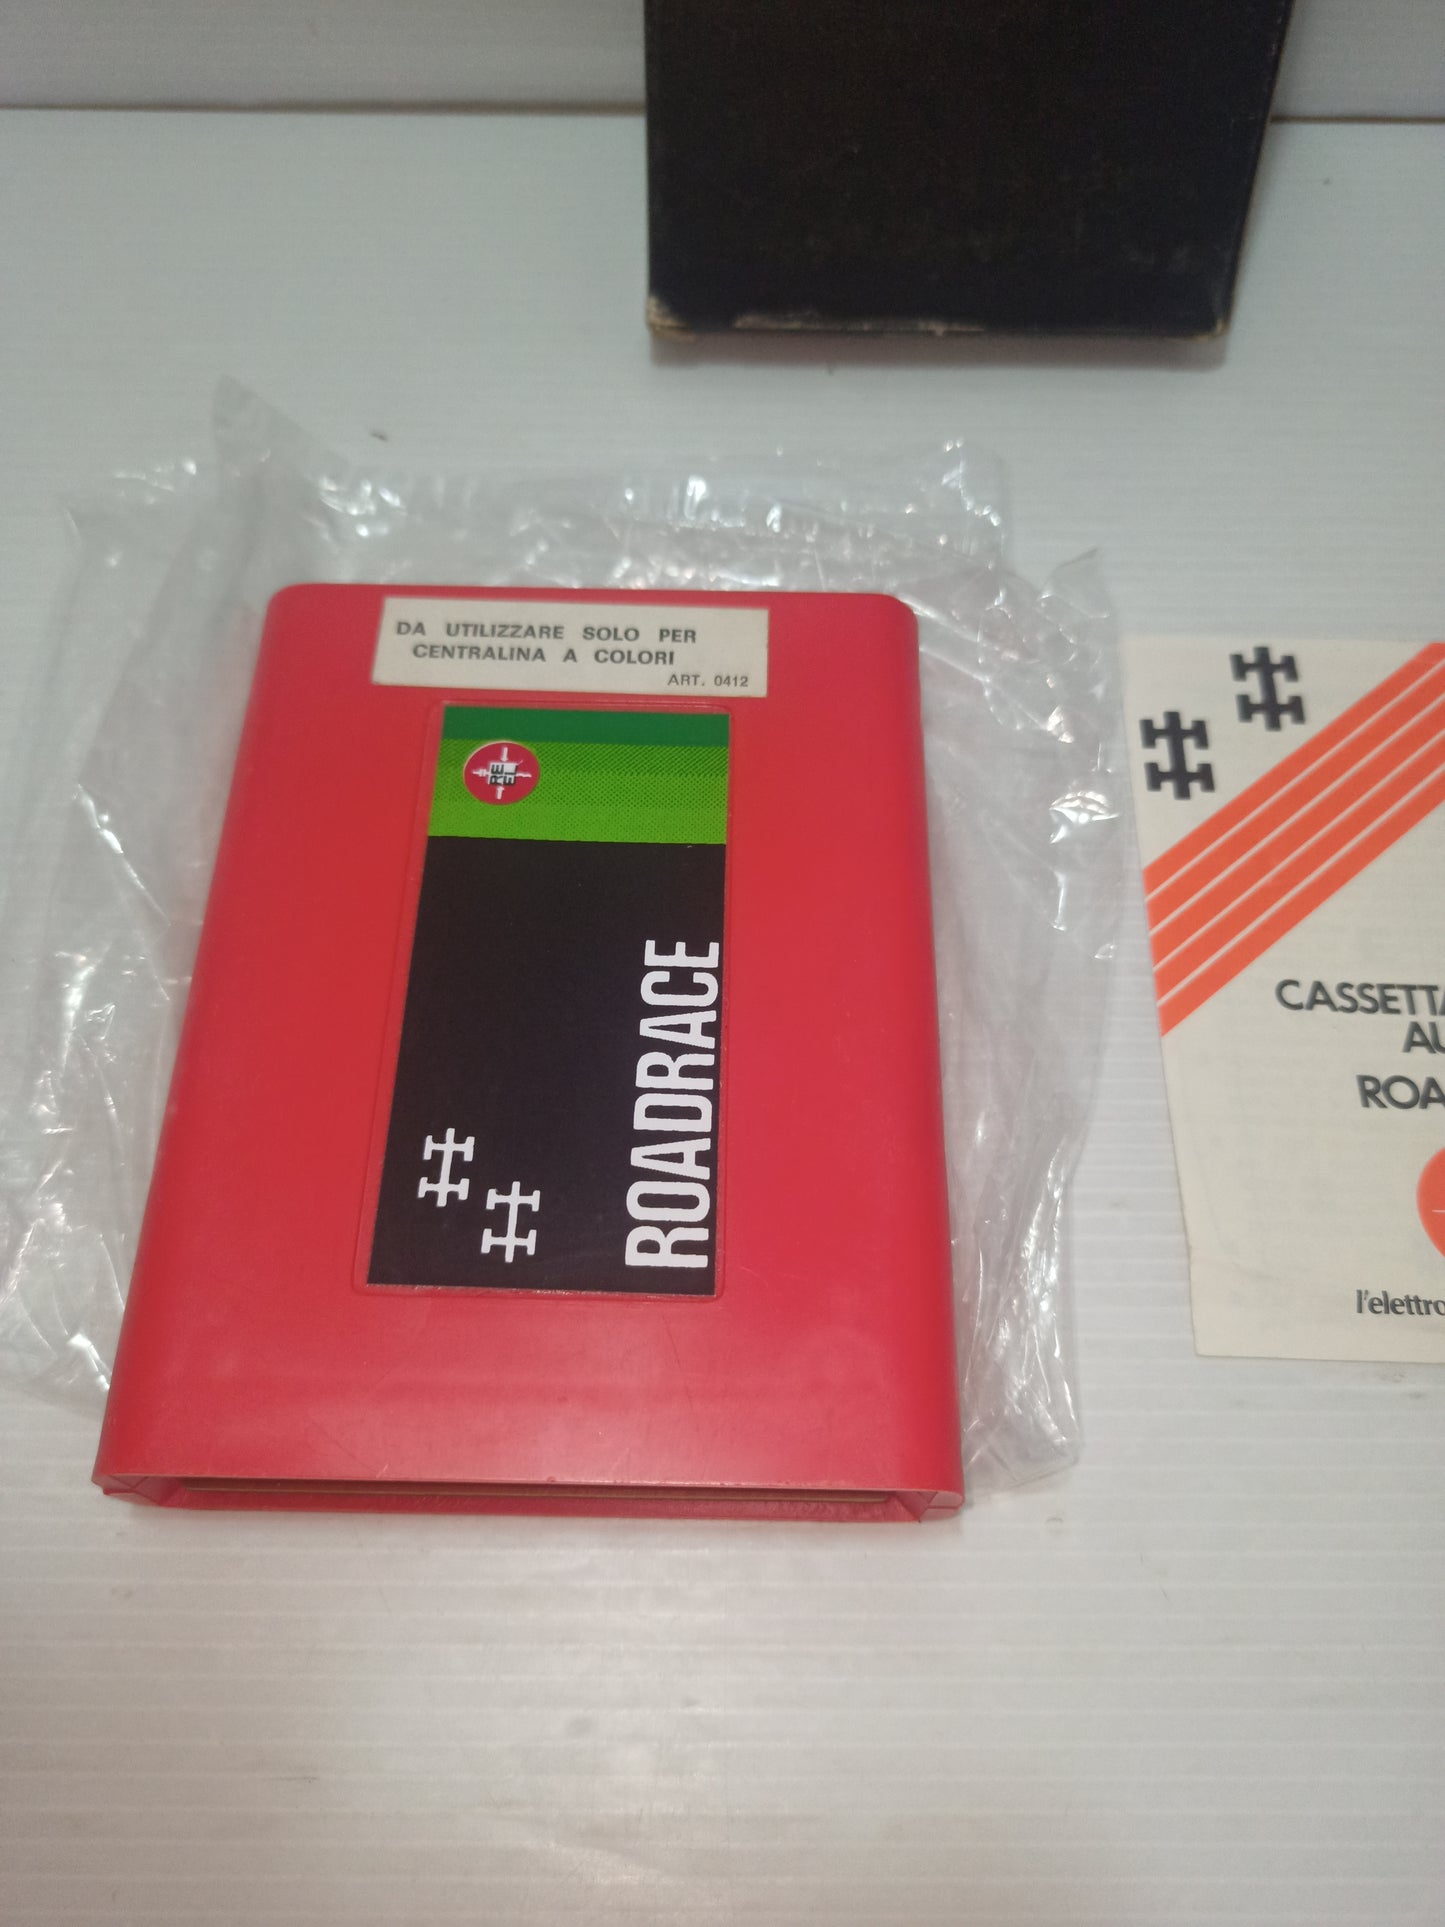 DA UTILIZZARE SOLO PER
CENTRALINA A COLORI
ART. 0412
RE
EL
ROADRACE
CASSETTA
AU
ROA
l'elettro